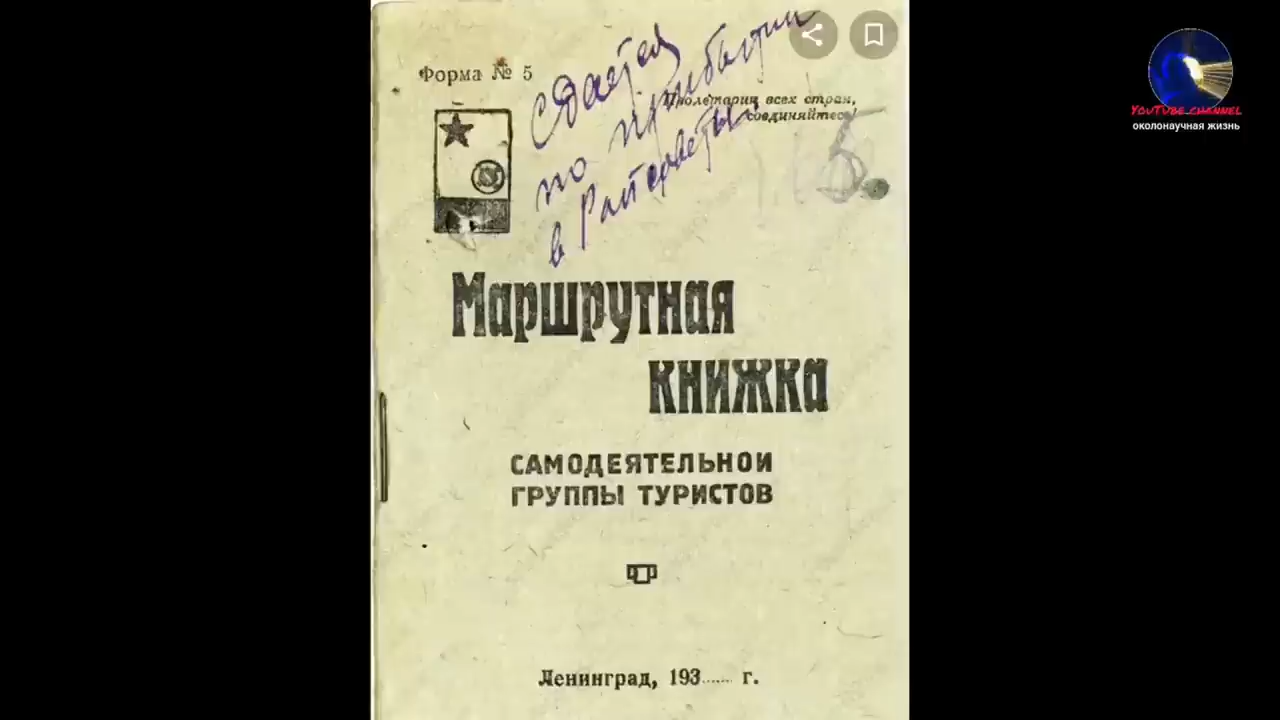 Форма № 5
Сдается
по прибытии
в
Пролетарии всех стран,
соединяйтесь!
5.
Маршрутная
книжка
САМОДЕЯТЕЛЬНОЙ
ГРУППЫ ТУРИСТОВ
Ленинград, 193...... г.
YouTube channel
околонаучная жизнь